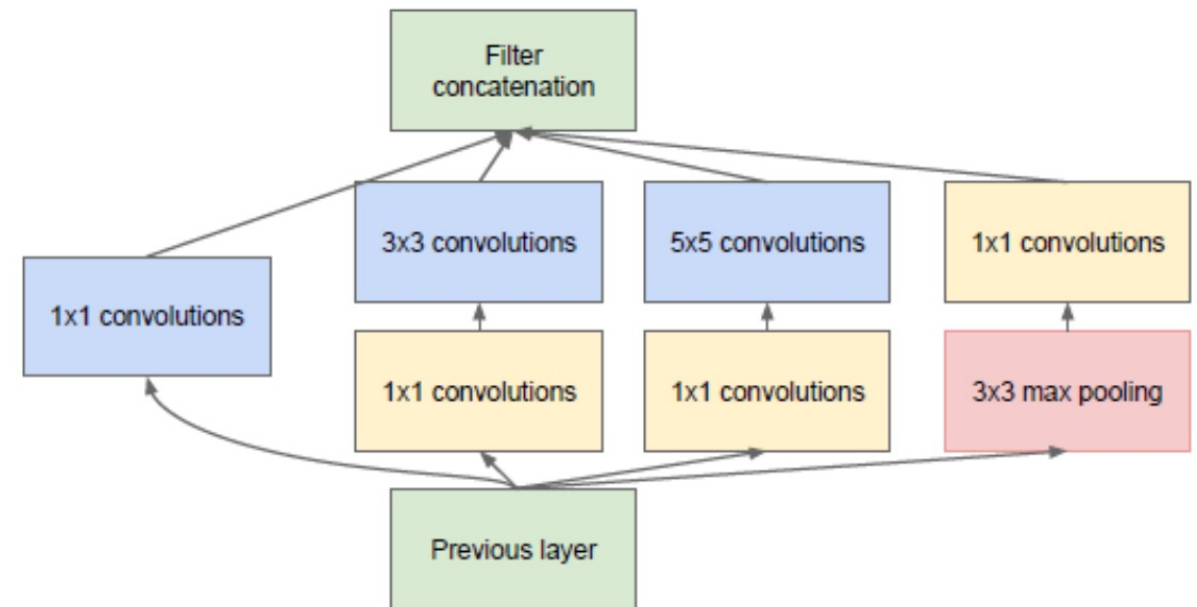 Filter
concatenation
3x3 convolutions
5x5 convolutions
1x1 convolutions
1x1 convolutions
1x1 convolutions
1x1 convolutions
3x3 max pooling
Previous layer